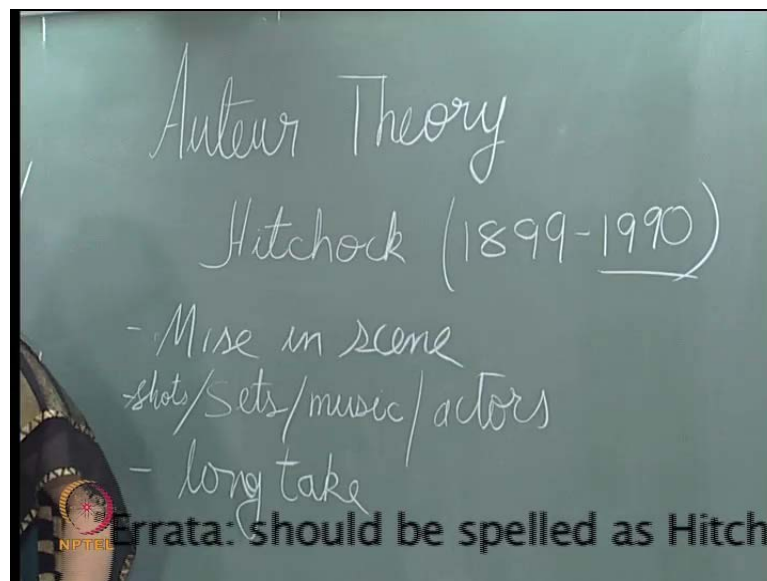 Auteur Theory
Hitchock (1899-1990)
- Mise in scene
-shots/Sets/music/actors
- long take
Errata: should be spelled as Hitch
NPTEL